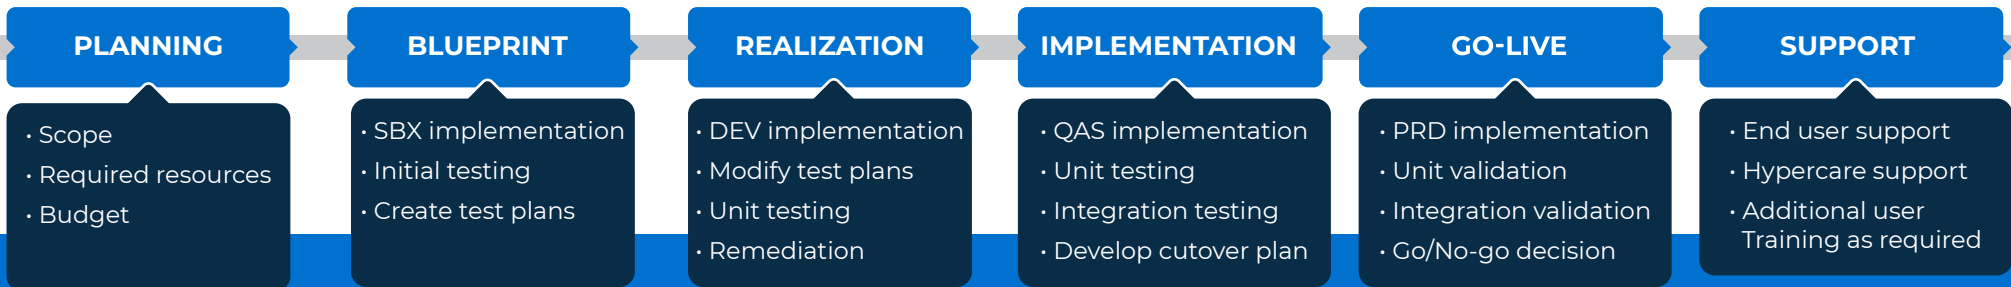 PLANNING
· Scope
· Required resources
· Budget
BLUEPRINT
· SBX implementation
· Initial testing
· Create test plans
REALIZATION
· DEV implementation
· Modify test plans
· Unit testing
· Remediation
IMPLEMENTATION
· QAS implementation
· Unit testing
· Integration testing
· Develop cutover plan
GO-LIVE
· PRD implementation
· Unit validation
· Integration validation
· Go/No-go decision
SUPPORT
· End user support
· Hypercare support
· Additional user
Training as required